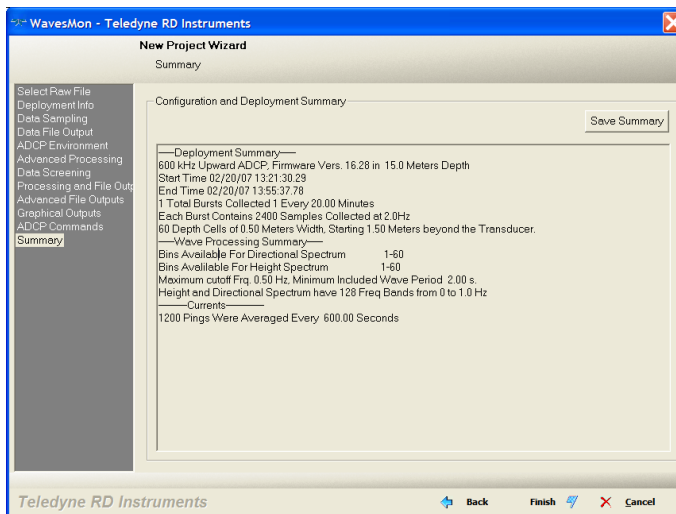 WavesMon - Teledyne RD Instruments
New Project Wizard
Summary
Select Raw File
Deployment Info
Data Sampling
Data File Output
ADCP Environment
Advanced Processing
Data Screening
Processing and File Outp
Advanced File Outputs
Graphical Outputs
ADCP Commands
Summary
Configuration and Deployment Summary
Save Summary
-----Deployment Summary-----
600 kHz Upward ADCP, Firmware Vers. 16.28 in 15.0 Meters Depth
Start Time 02/20/07 13:21:30.29
End Time 02/20/07 13:55:37.78
1 Total Bursts Collected 1 Every 20.00 Minutes
Each Burst Contains 2400 Samples Collected at 2.0Hz
60 Depth Cells of 0.50 Meters Width, Starting 1.50 Meters beyond the Transducer.
-----Wave Processing Summary-----
Bins Available For Directional Spectrum 1-60
Bins Avalilable For Height Spectrum 1-60
Maximum cutoff Frq. 0.50 Hz, Minimum Included Wave Period 2.00 s.
Height and Directional Spectrum have 128 Freq Bands from 0 to 1.0 Hz
------Currents--------
1200 Pings Were Averaged Every 600.00 Seconds
Teledyne RD Instruments
Back
Finish
Cancel